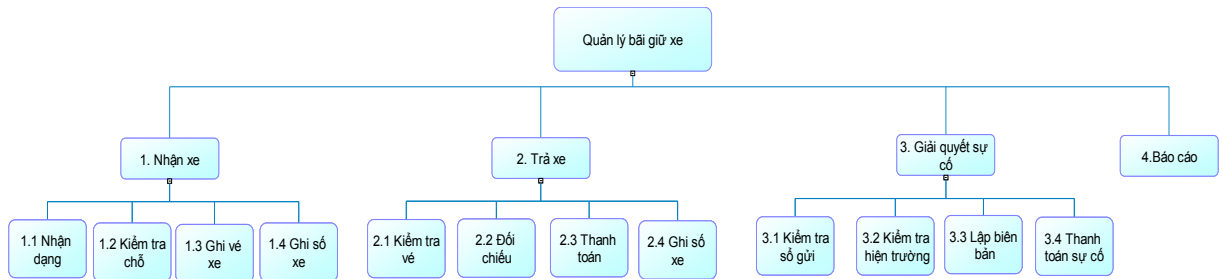 Quản lý bãi giữ xe
1. Nhận xe
2. Trả xe
3. Giải quyết sự
cố
4.Báo cáo
1.1 Nhận
dạng
1.2 Kiểm tra
chỗ
1.3 Ghi vé
xe
1.4 Ghi số
xe
2.1 Kiểm tra
vé
2.2 Đối
chiếu
2.3 Thanh
toán
2.4 Ghi số
xe
3.1 Kiểm tra
sổ gửi
3.2 Kiểm tra
hiện trường
3.3 Lập biên
bản
3.4 Thanh
toán sự cố